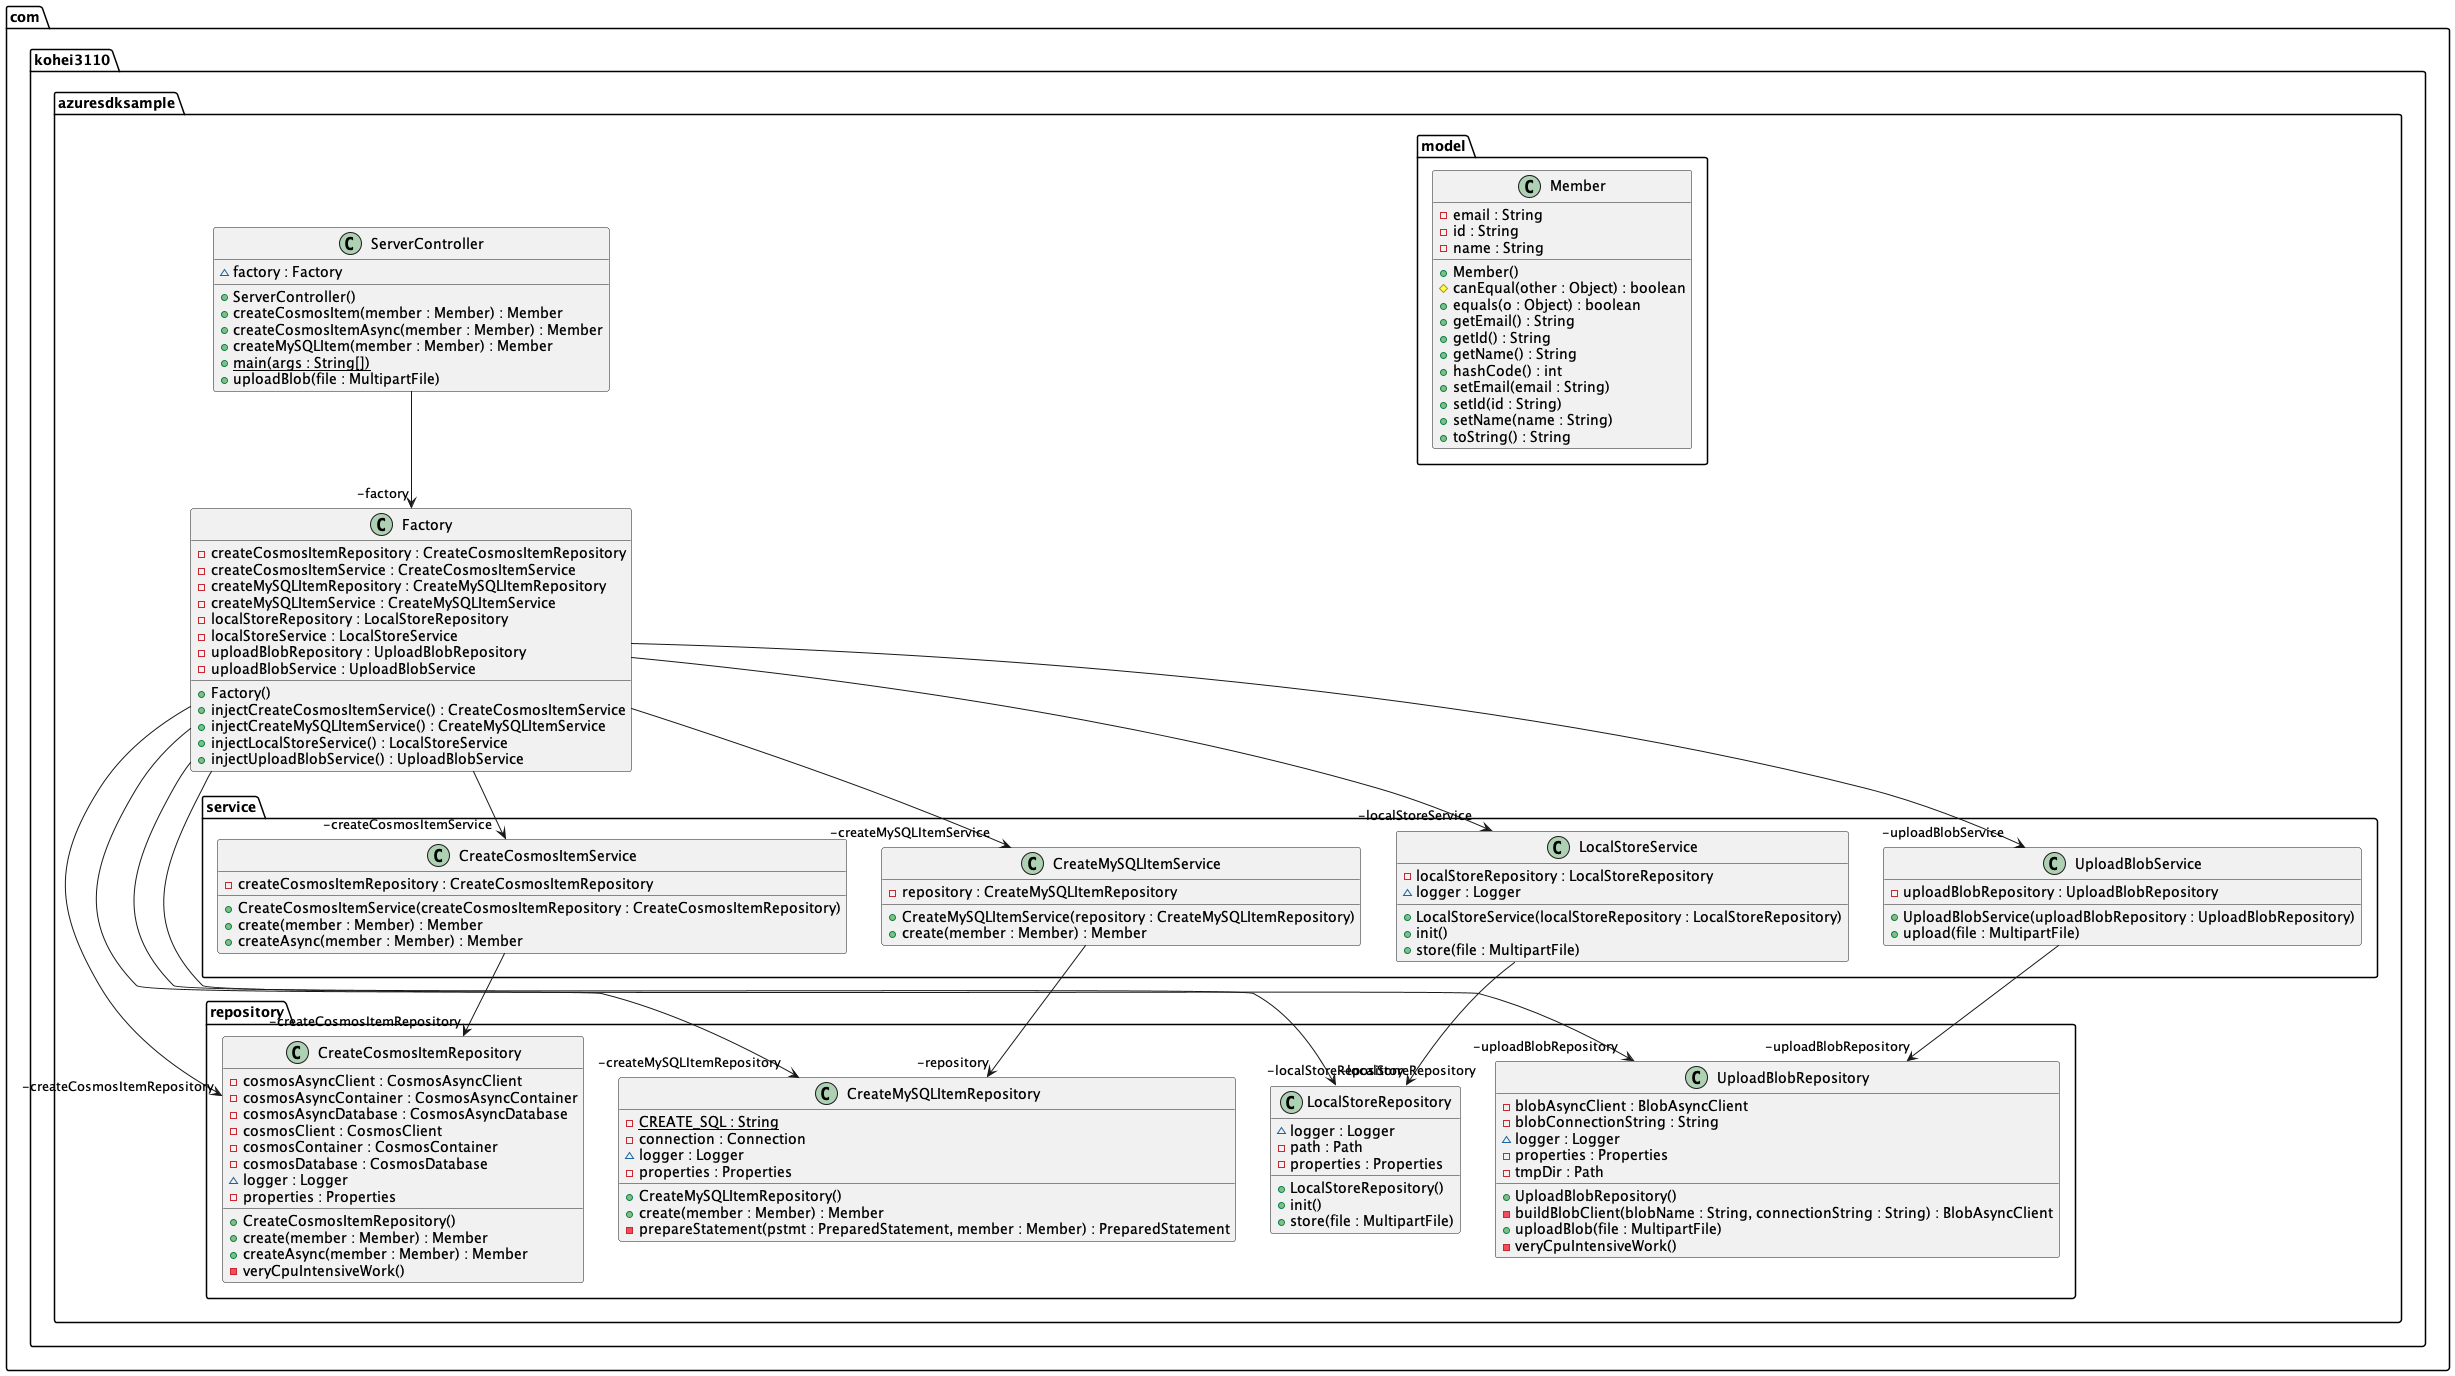 com
kohei3110
azuresdksample
model
C Member
email : String
id : String
name : String
Member()
canEqual(other : Object) : boolean
equals(o : Object) : boolean
getEmail() : String
getId() : String
getName() : String
hashCode() : int
setEmail(email : String)
setId(id : String)
setName(name : String)
toString() : String
C ServerController
factory : Factory
ServerController()
createCosmosItem(member : Member) : Member
createCosmosItemAsync(member : Member) : Member
createMySQLItem(member : Member) : Member
main(args : String[])
uploadBlob(file : MultipartFile)
-factory
C Factory
createCosmosItemRepository : CreateCosmosItemRepository
createCosmosItemService : CreateCosmosItemService
createMySQLItemRepository : CreateMySQLItemRepository
createMySQLItemService : CreateMySQLItemService
localStoreRepository : LocalStoreRepository
localStoreService : LocalStoreService
uploadBlobRepository : UploadBlobRepository
uploadBlobService : UploadBlobService
Factory()
injectCreateCosmosItemService() : CreateCosmosItemService
injectCreateMySQLItemService() : CreateMySQLItemService
injectLocalStoreService() : LocalStoreService
injectUploadBlobService() : UploadBlobService
service
-createCosmosItemService
-createMySQLItemService
-localStoreService
-uploadBlobService
C CreateCosmosItemService
createCosmosItemRepository : CreateCosmosItemRepository
CreateCosmosItemService(createCosmosItemRepository : CreateCosmosItemRepository)
create(member : Member) : Member
createAsync(member : Member) : Member
C CreateMySQLItemService
repository : CreateMySQLItemRepository
CreateMySQLItemService(repository : CreateMySQLItemRepository)
create(member : Member) : Member
C LocalStoreService
localStoreRepository : LocalStoreRepository
logger : Logger
LocalStoreService(localStoreRepository : LocalStoreRepository)
init()
store(file : MultipartFile)
C UploadBlobService
uploadBlobRepository : UploadBlobRepository
UploadBlobService(uploadBlobRepository : UploadBlobRepository)
upload(file : MultipartFile)
repository
-createCosmosItemRepository
-createCosmosItemRepository
-createMySQLItemRepository
-repository
-localStoreRepository
-localStoreRepository
-uploadBlobRepository
-uploadBlobRepository
C CreateCosmosItemRepository
cosmosAsyncClient : CosmosAsyncClient
cosmosAsyncContainer : CosmosAsyncContainer
cosmosAsyncDatabase : CosmosAsyncDatabase
cosmosClient : CosmosClient
cosmosContainer : CosmosContainer
cosmosDatabase : CosmosDatabase
logger : Logger
properties : Properties
CreateCosmosItemRepository()
create(member : Member) : Member
createAsync(member : Member) : Member
veryCpuIntensiveWork()
C CreateMySQLItemRepository
CREATE_SQL : String
connection : Connection
logger : Logger
properties : Properties
CreateMySQLItemRepository()
create(member : Member) : Member
prepareStatement(pstmt : PreparedStatement, member : Member) : PreparedStatement
C LocalStoreRepository
logger : Logger
path : Path
properties : Properties
LocalStoreRepository()
init()
store(file : MultipartFile)
C UploadBlobRepository
blobAsyncClient : BlobAsyncClient
blobConnectionString : String
logger : Logger
properties : Properties
tmpDir : Path
UploadBlobRepository()
buildBlobClient(blobName : String, connectionString : String) : BlobAsyncClient
uploadBlob(file : MultipartFile)
veryCpuIntensiveWork()